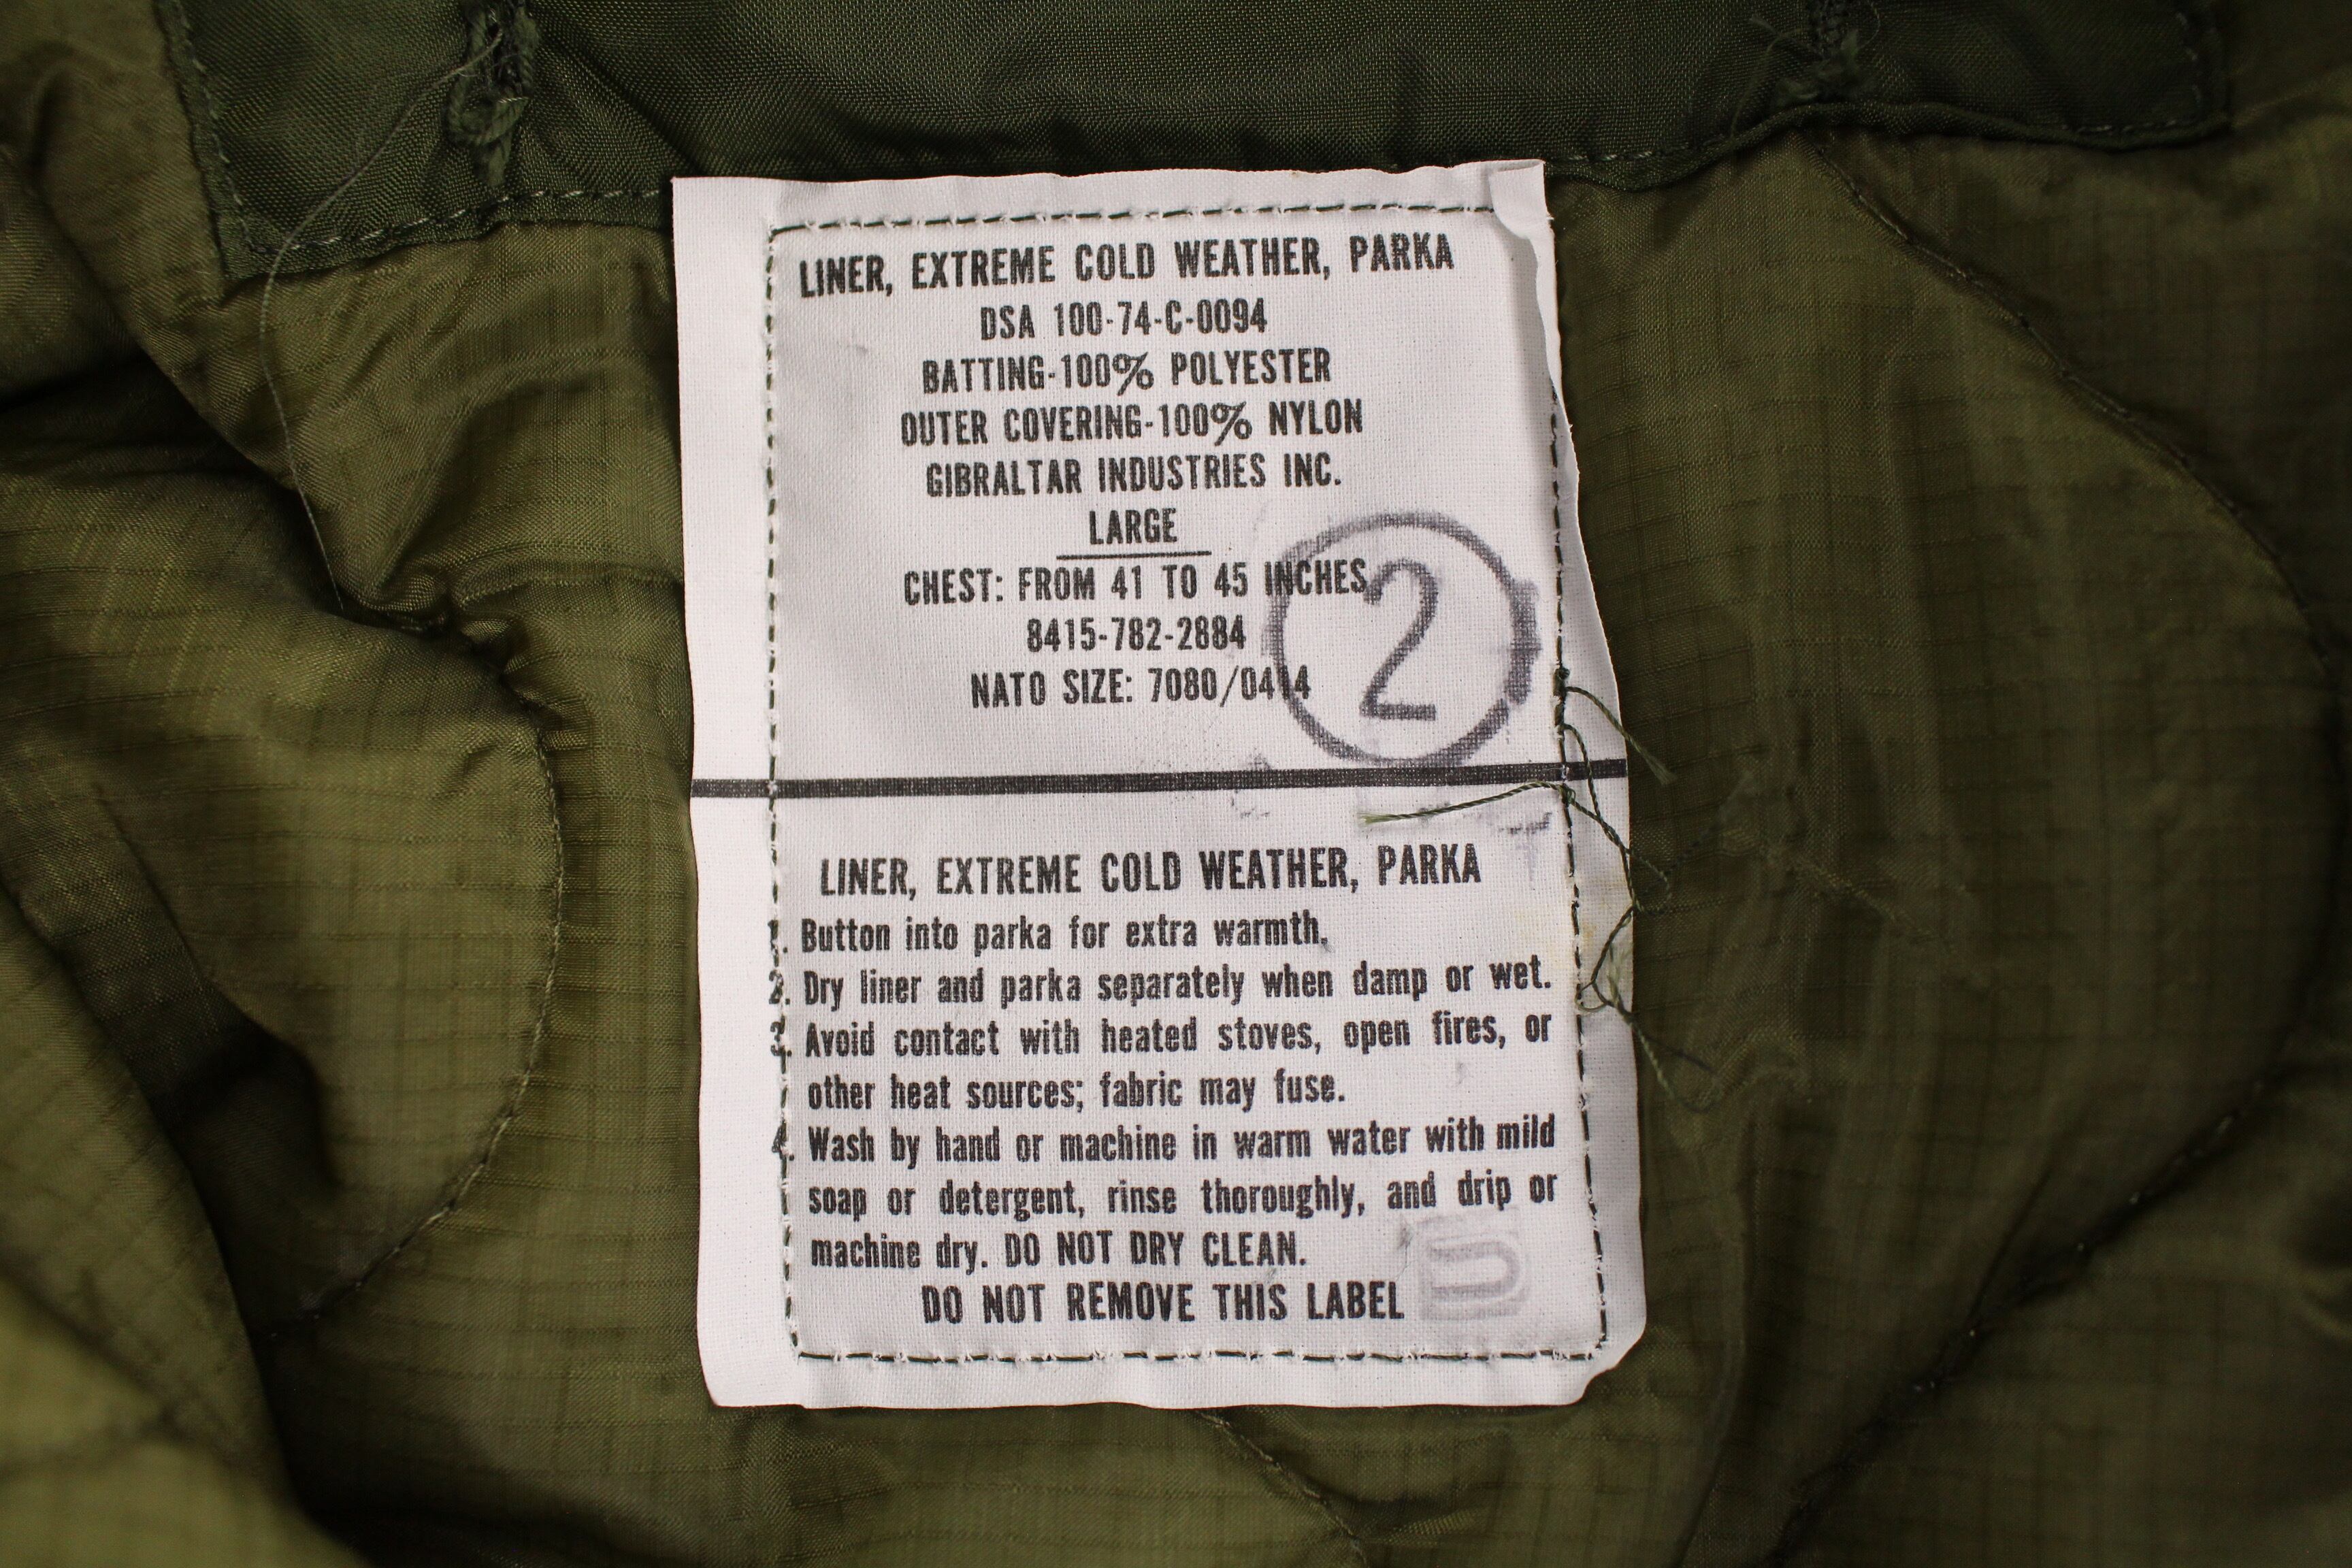 LINER, EXTREME COLD WEATHER, PARKA
DSA 100-74-C-0094
BATTING-100% POLYESTER
OUTER COVERING-100% NYLON
GIBRALTAR INDUSTRIES INC.
LARGE
CHEST: FROM 41 TO 45 INCHES
8415-782-2884
NATO SIZE: 7080/0414
2
LINER, EXTREME COLD WEATHER, PARKA
1. Button into parka for extra warmth.
2. Dry liner and parka separately when damp or wet.
3. Avoid contact with heated stoves, open fires, or
other heat sources; fabric may fuse.
4. Wash by hand or machine in warm water with mild
soap or detergent, rinse thoroughly, and drip or
machine dry. DO NOT DRY CLEAN.
DO NOT REMOVE THIS LABEL